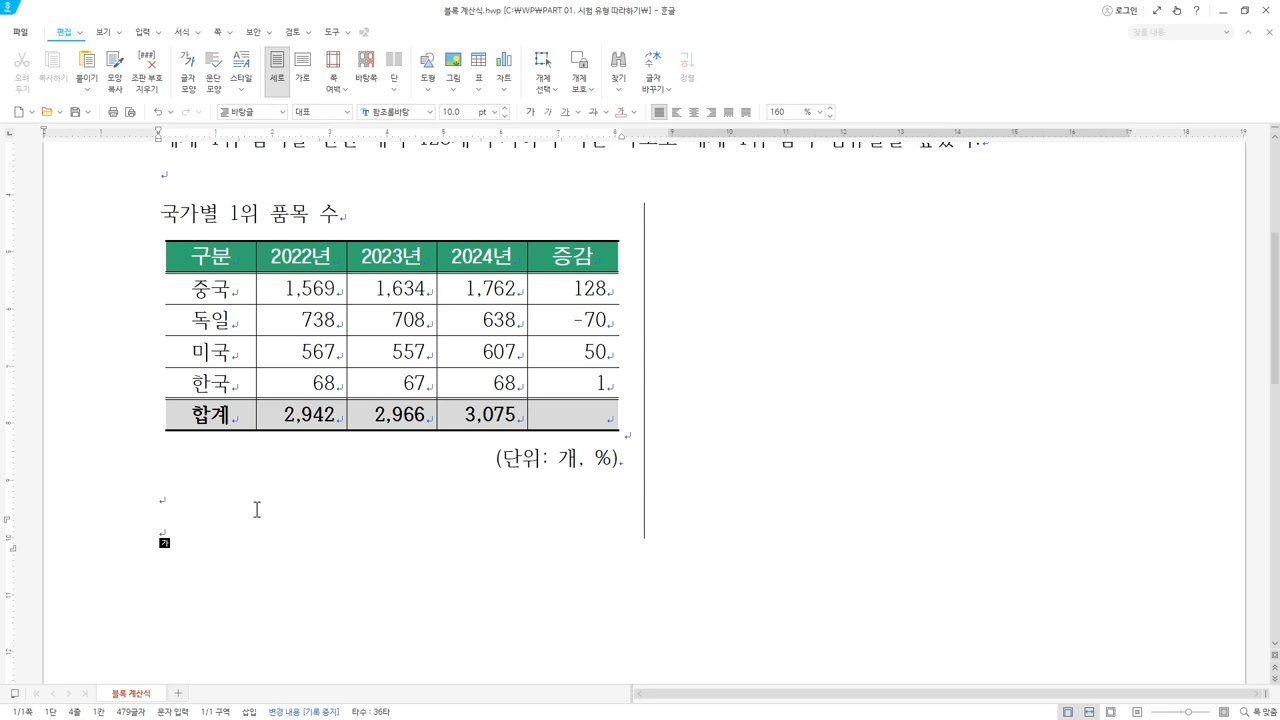 블록 계산식.hwp [C:₩WP₩PART 01. 시험 유형 따라하기₩] - 흔글
로그인
파일 편집 보기 입력 서식 쪽 보안 검토 도구
찾을 내용
오려 두기 복사하기 붙이기 모양 복사 조판 부호 지우기 글자 모양 문단 모양 스타일 세로 가로 쪽 여백 바탕쪽 단 도형 그림 표 차트 개체 선택 개체 보호 찾기 글자 바꾸기 정렬
바탕글 대표 함초롬바탕 10.0 pt 가 가 가 가 가 160 %
국가별 1위 품목 수
구분 2022년 2023년 2024년 증감
중국 1,569 1,634 1,762 128
독일 738 708 638 -70
미국 567 557 607 50
한국 68 67 68 1
합계 2,942 2,966 3,075
(단위: 개, %)
가
블록 계산식
1/1쪽 1단 4줄 1칸 479글자 문자 입력 1/1 구역 삽입 변경 내용 [기록 중지] 타수 : 36타 폭 맞춤